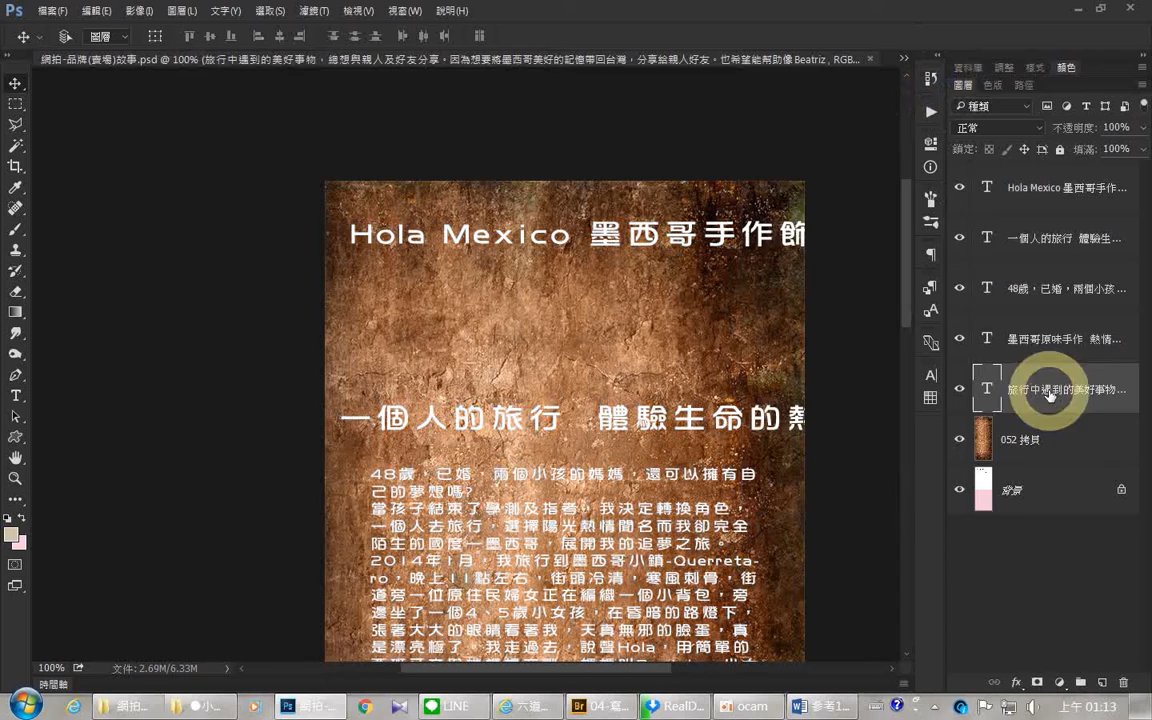 Ps 檔案(F) 編輯(E) 影像(I) 圖層(L) 文字(Y) 選取(S) 濾鏡(T) 檢視(V) 視窗(W) 說明(H)
圖層
網拍-品牌(賣場)故事.psd @ 100% (旅行中遇到的美好事物，總想與親人及好友分享。因為想要將墨西哥美好的記憶帶回台灣，分享給親人好友。也希望能幫助像Beatriz , RGB...
資料庫 調整 樣式 顏色
圖層 色版 路徑
種類
正常 不透明度: 100%
鎖定: 填滿: 100%
Hola Mexico 墨西哥手作...
一個人的旅行 體驗生...
48歲，已婚，兩個小孩...
墨西哥原味手作 熱情...
旅行中遇到的美好事物...
052 拷貝
背景
Hola Mexico 墨西哥手作飾
一個人的旅行 體驗生命的熱
48歲，已婚，兩個小孩的媽媽，還可以擁有自
己的夢想嗎?
當孩子結束了學測及指考，我決定轉換角色，
一個人去旅行，選擇陽光熱情聞名而我卻完全
陌生的國度—墨西哥，展開我的追夢之旅。
2014年1月，我旅行到墨西哥小鎮-Querreta-
ro，晚上11點左右，街頭冷清，寒風刺骨，街
道旁一位原住民婦女正在編織一個小背包，旁
邊坐了一個4、5歲小女孩，在昏暗的路燈下，
張著大大的眼睛看著我，天真無邪的臉蛋，真
是漂亮極了。我走過去，說聲Hola，用簡單的
100% 文件: 2.69M/6.33M
時間軸
網拍... 小... 網拍-... LINE 六道... 04-寫... RealD... ocam 參考1... 上午 01:13